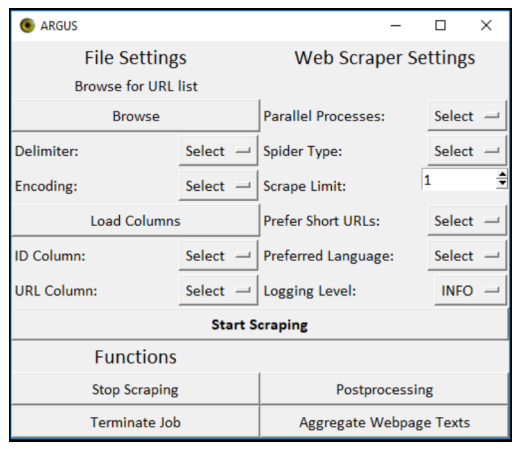 ARGUS
File Settings
Web Scraper Settings
Browse for URL list
Browse
Parallel Processes: Select
Delimiter: Select
Spider Type: Select
Encoding: Select
Scrape Limit: 1
Load Columns
Prefer Short URLs: Select
ID Column: Select
Preferred Language: Select
URL Column: Select
Logging Level: INFO
Start Scraping
Functions
Stop Scraping
Postprocessing
Terminate Job
Aggregate Webpage Texts